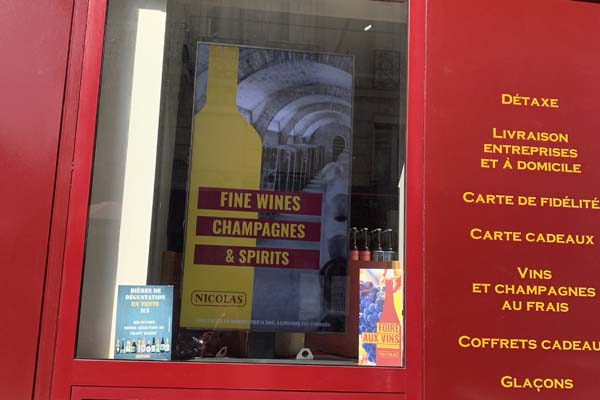 FINE WINES
CHAMPAGNES
& SPIRITS
NICOLAS
BIÈRES DE
DÉGUSTATION
EN VENTE
ICI
FOIRE
AUX VINS
NICOLAS
DÉTAXE
LIVRAISON
ENTREPRISES
ET À DOMICILE
CARTE DE FIDÉLITÉ
CARTE CADEAUX
VINS
ET CHAMPAGNES
AU FRAIS
COFFRETS CADEAU
GLAÇONS